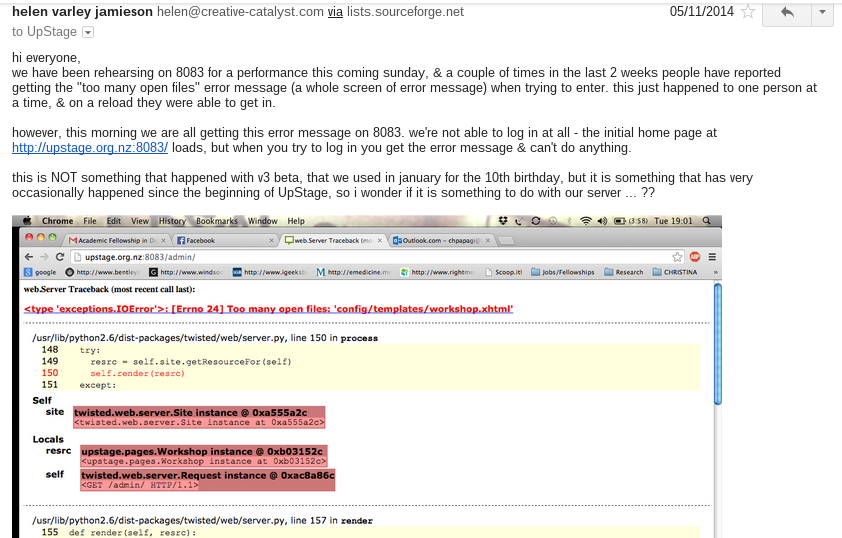 helen varley jamieson helen@creative-catalyst.com via lists.sourceforge.net 05/11/2014
to UpStage
hi everyone,
we have been rehearsing on 8083 for a performance this coming sunday, & a couple of times in the last 2 weeks people have reported
getting the "too many open files" error message (a whole screen of error message) when trying to enter. this just happened to one person at
a time, & on a reload they were able to get in.
however, this morning we are all getting this error message on 8083. we're not able to log in at all - the initial home page at
http://upstage.org.nz:8083/ loads, but when you try to log in you get the error message & can't do anything.
this is NOT something that happened with v3 beta, that we used in january for the 10th birthday, but it is something that has very
occasionally happened since the beginning of UpStage, so i wonder if it is something to do with our server ... ??
Chrome File Edit View History Bookmarks Window Help (3:58) Tue 19:01
Academic Fellowship in D Facebook web.Server Traceback (mo Outlook.com - chpapagi
upstage.org.nz:8083/admin/
google http://www.bentley http://www.windso http://www.igeeks http://emedicine.m http://www.rightm Scoop.it! Jobs/Fellowships Research CHRISTINA »
web.Server Traceback (most recent call last):
<type 'exceptions.IOError'>: [Errno 24] Too many open files: 'config/templates/workshop.xhtml'
/usr/lib/python2.6/dist-packages/twisted/web/server.py, line 150 in process
148 try:
149 resrc = self.site.getResourceFor(self)
150 self.render(resrc)
151 except:
Self
site twisted.web.server.Site instance @ 0xa555a2c
<twisted.web.server.Site instance at 0xa555a2c>
Locals
resrc upstage.pages.Workshop instance @ 0xb03152c
<upstage.pages.Workshop instance at 0xb03152c>
self twisted.web.server.Request instance @ 0xac8a86c
<GET /admin/ HTTP/1.1>
/usr/lib/python2.6/dist-packages/twisted/web/server.py, line 157 in render
155 def render(self, resrc):